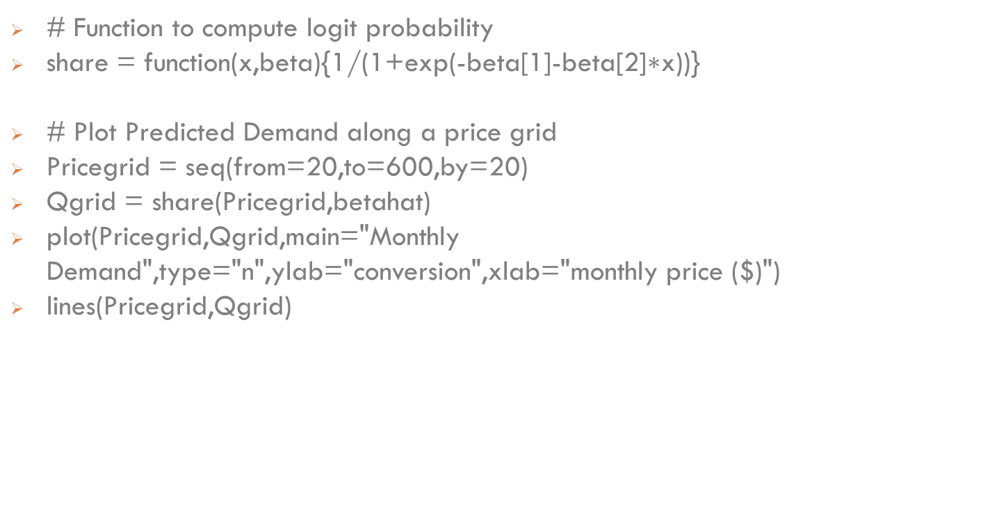 # Function to compute logit probability
share = function(x,beta){1/(1+exp(-beta[1]-beta[2]*x))}
# Plot Predicted Demand along a price grid
Pricegrid = seq(from=20,to=600,by=20)
Qgrid = share(Pricegrid,betahat)
plot(Pricegrid,Qgrid,main="Monthly
Demand",type="n",ylab="conversion",xlab="monthly price ($)")
lines(Pricegrid,Qgrid)